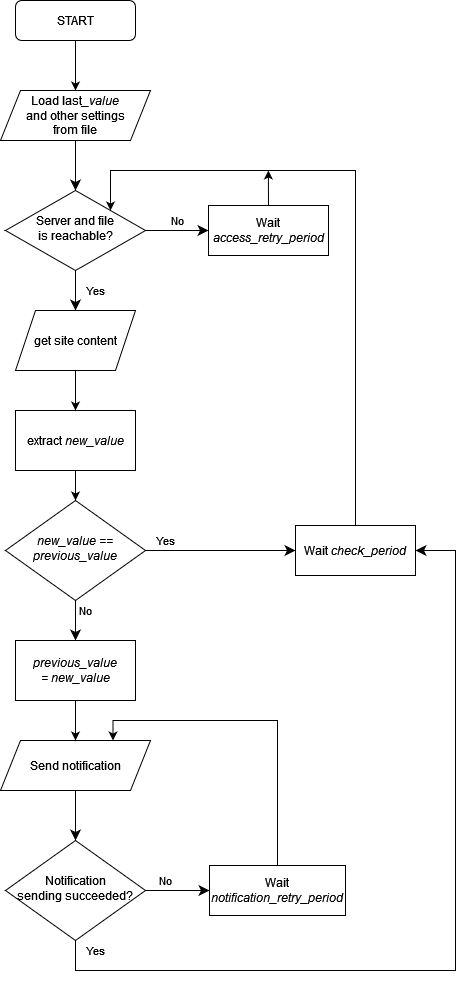 START
Load last_value
and other settings
from file
Server and file
is reachable?
No
Wait
access_retry_period
Yes
get site content
extract new_value
new_value ==
previous_value
Yes
Wait check_period
No
previous_value
= new_value
Send notification
Notification
sending succeeded?
No
Wait
notification_retry_period
Yes